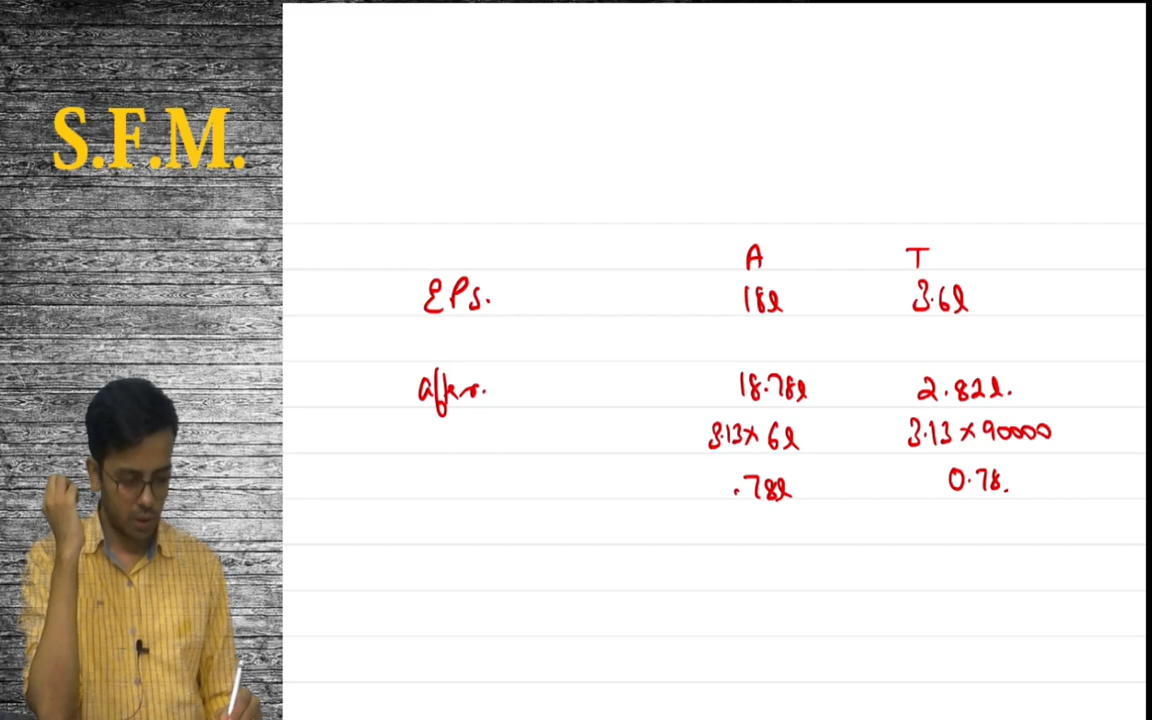 S.F.M.
A T
EPS. 18l 3.6l
after. 18.78l 2.82l.
3.13 × 6l 3.13 × 90000
.78l 0.78.